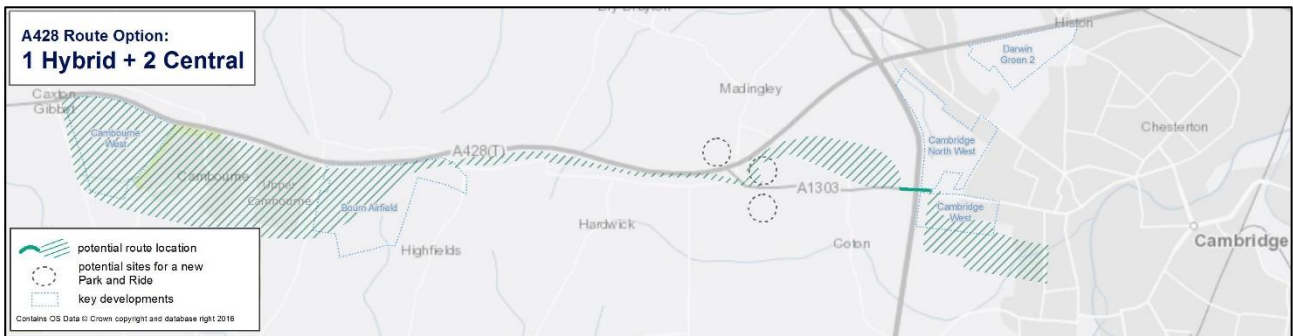 A428 Route Option:
1 Hybrid + 2 Central
Histon
Darwin
Green 2
Madingley
Caxton
Gibbet
Cambourne
West
Cambourne
Upper
Cambourne
A428(T)
Cambridge
North West
Chesterton
A1303
Bourn Airfield
Cambridge
West
Hardwick
Highfields
Coton
Cambridge
potential route location
potential sites for a new
Park and Ride
key developments
Contains OS Data © Crown copyright and database right 2016